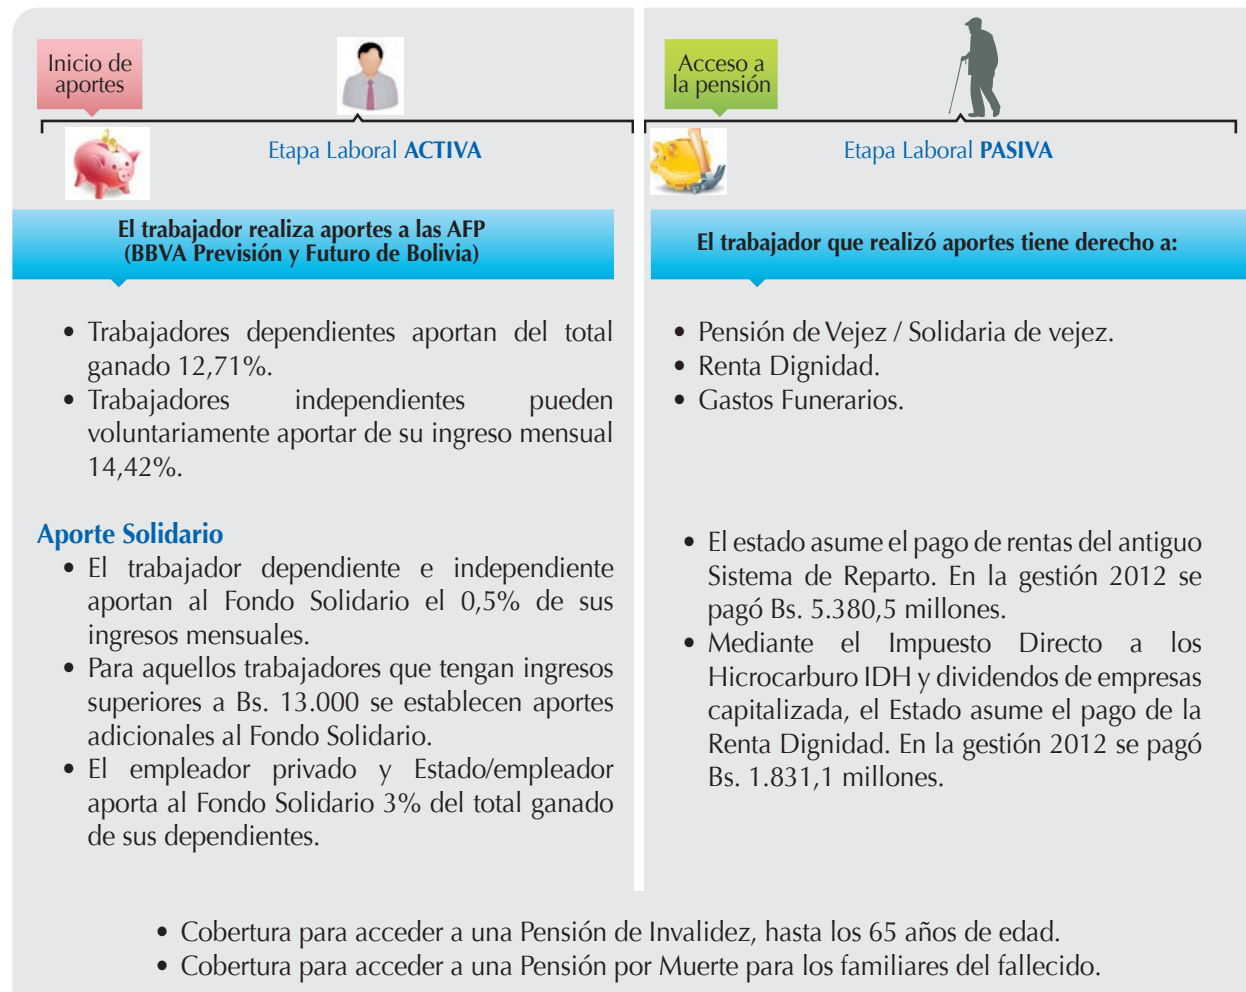 Inicio de
aportes
Etapa Laboral ACTIVA
El trabajador realiza aportes a las AFP
(BBVA Previsión y Futuro de Bolivia)
• Trabajadores dependientes aportan del total
ganado 12,71%.
• Trabajadores independientes pueden
voluntariamente aportar de su ingreso mensual
14,42%.
Aporte Solidario
• El trabajador dependiente e independiente
aportan al Fondo Solidario el 0,5% de sus
ingresos mensuales.
• Para aquellos trabajadores que tengan ingresos
superiores a Bs. 13.000 se establecen aportes
adicionales al Fondo Solidario.
• El empleador privado y Estado/empleador
aporta al Fondo Solidario 3% del total ganado
de sus dependientes.
Acceso a
la pensión
Etapa Laboral PASIVA
El trabajador que realizó aportes tiene derecho a:
• Pensión de Vejez / Solidaria de vejez.
• Renta Dignidad.
• Gastos Funerarios.
• El estado asume el pago de rentas del antiguo
Sistema de Reparto. En la gestión 2012 se
pagó Bs. 5.380,5 millones.
• Mediante el Impuesto Directo a los
Hicrocarburo IDH y dividendos de empresas
capitalizada, el Estado asume el pago de la
Renta Dignidad. En la gestión 2012 se pagó
Bs. 1.831,1 millones.
• Cobertura para acceder a una Pensión de Invalidez, hasta los 65 años de edad.
• Cobertura para acceder a una Pensión por Muerte para los familiares del fallecido.